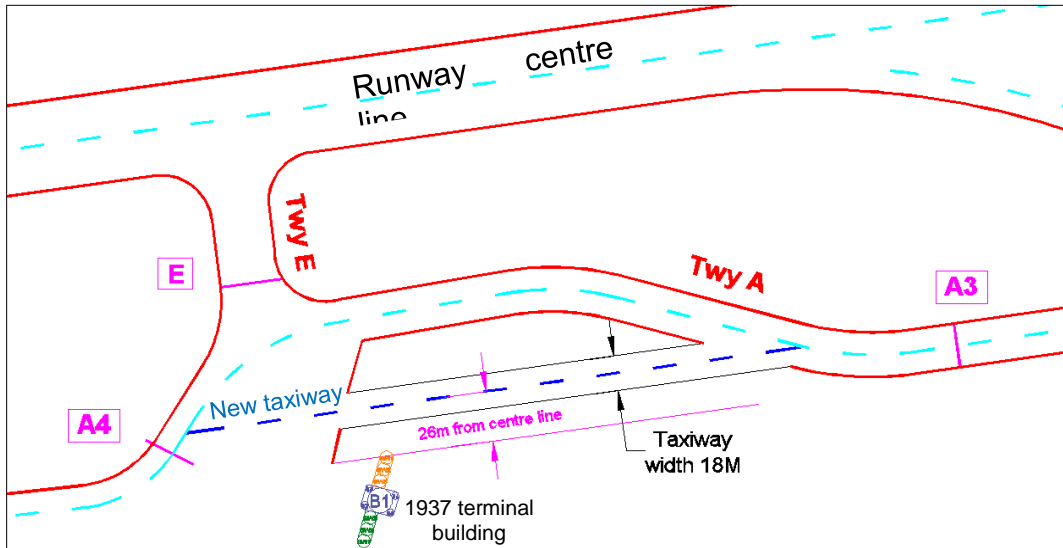 Runway centre
line
Twy E
E
Twy A
A3
New taxiway
A4
26m from centre line
Taxiway
width 18M
B1
1937 terminal
building